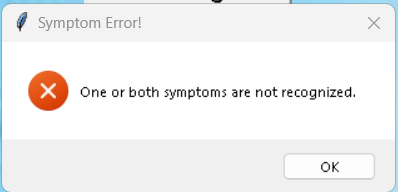 Symptom Error!
One or both symptoms are not recognized.
OK